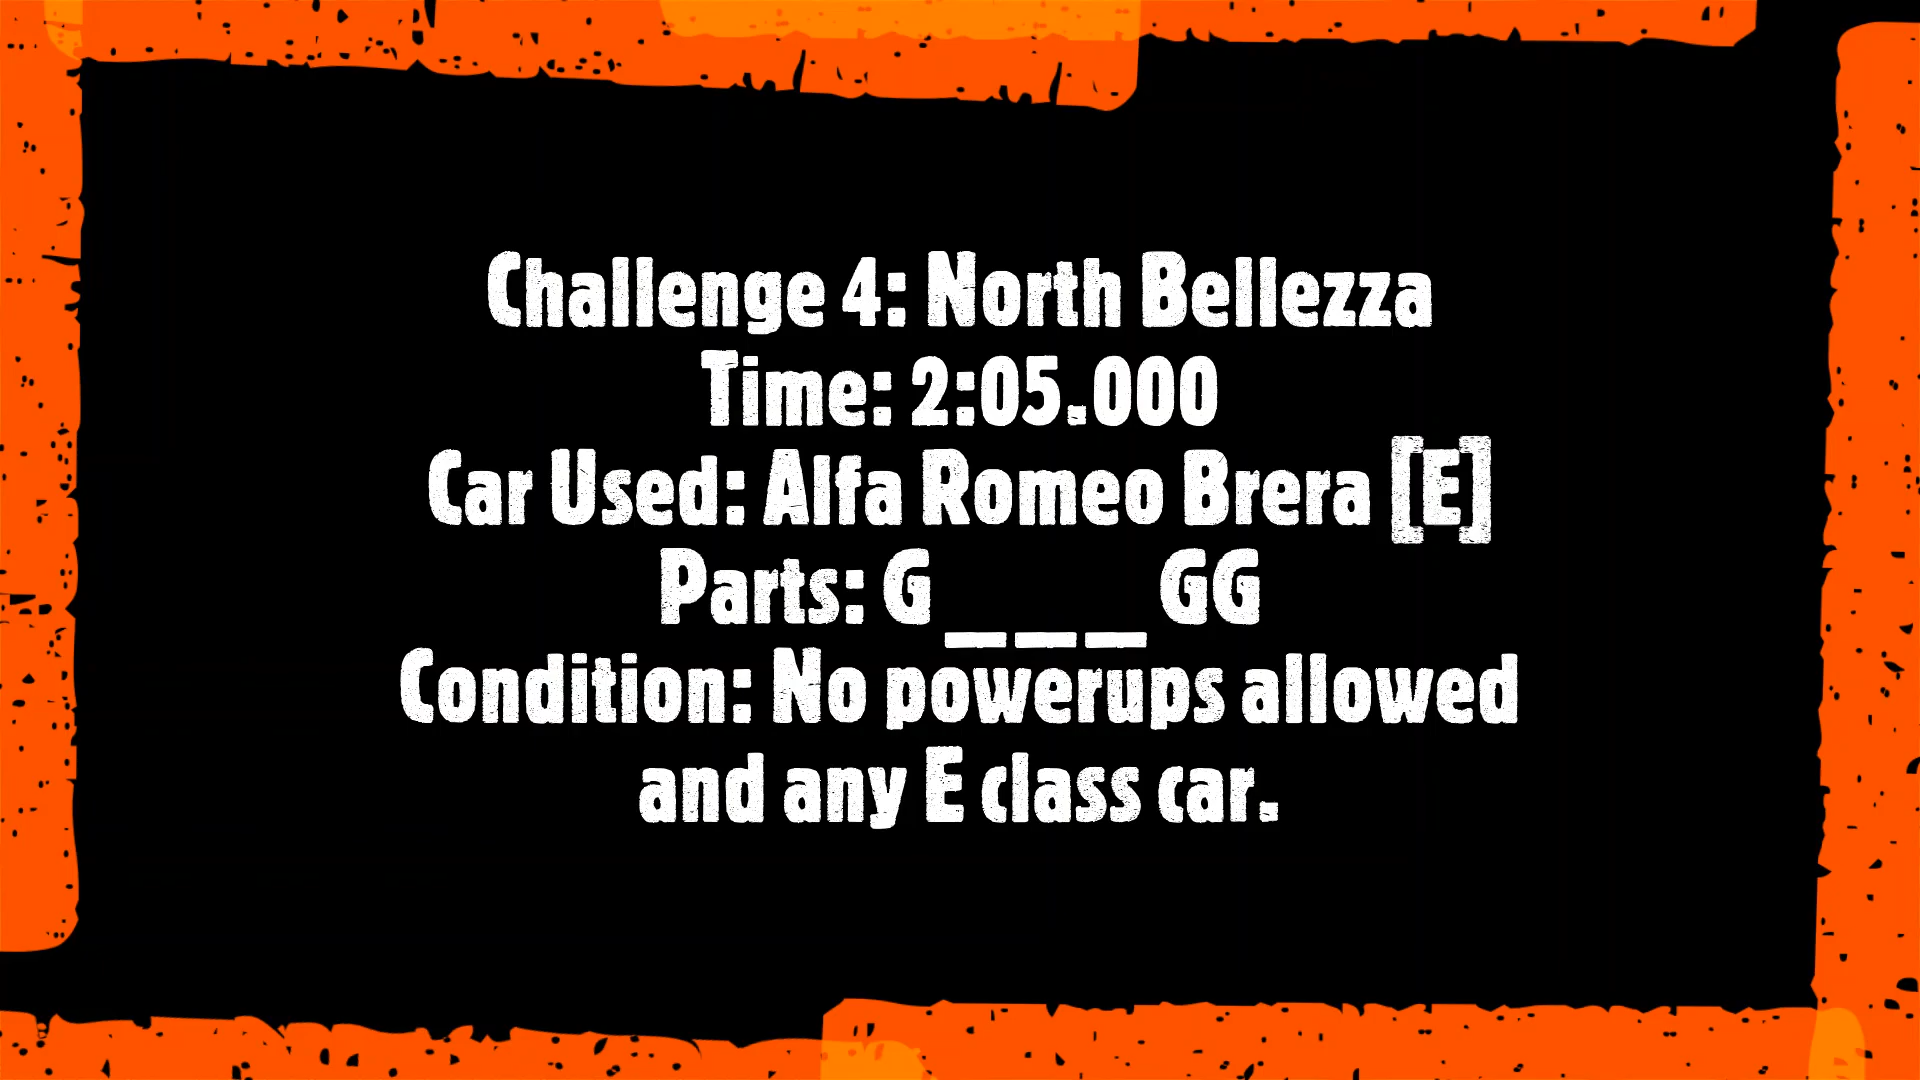 Challenge 4: North Bellezza
Time: 2:05.000
Car Used: Alfa Romeo Brera [E]
Parts: G _ _ _ GG
Condition: No powerups allowed
and any E class car.